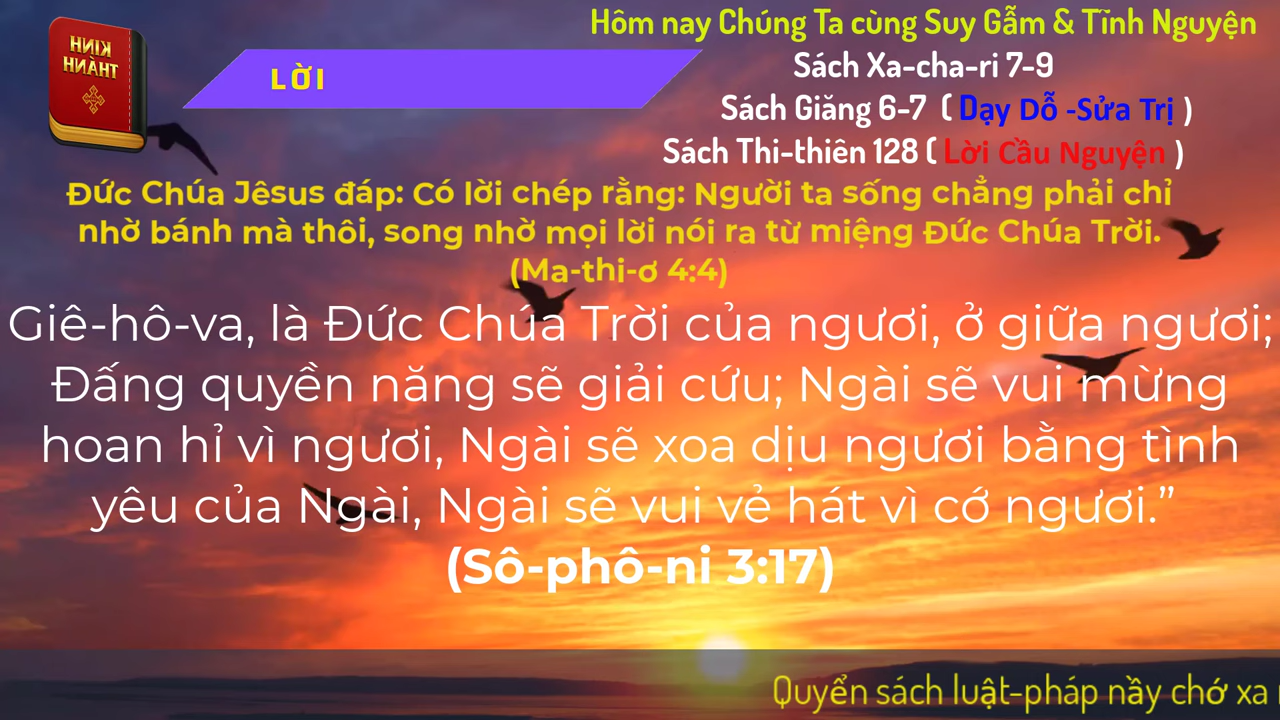 KINH
THÁNH
LỜI
Hôm nay Chúng Ta cùng Suy Gẫm & Tĩnh Nguyện
Sách Xa-cha-ri 7-9
Sách Giăng 6-7 ( Dạy Dỗ -Sửa Trị )
Sách Thi-thiên 128 ( Lời Cầu Nguyện )
Đức Chúa Jêsus đáp: Có lời chép rằng: Người ta sống chẳng phải chỉ
nhờ bánh mà thôi, song nhờ mọi lời nói ra từ miệng Đức Chúa Trời.
(Ma-thi-ơ 4:4)
Giê-hô-va, là Đức Chúa Trời của ngươi, ở giữa ngươi;
Đấng quyền năng sẽ giải cứu; Ngài sẽ vui mừng
hoan hỉ vì ngươi, Ngài sẽ xoa dịu ngươi bằng tình
yêu của Ngài, Ngài sẽ vui vẻ hát vì cớ ngươi.”
(Sô-phô-ni 3:17)
Quyển sách luật-pháp nầy chớ xa